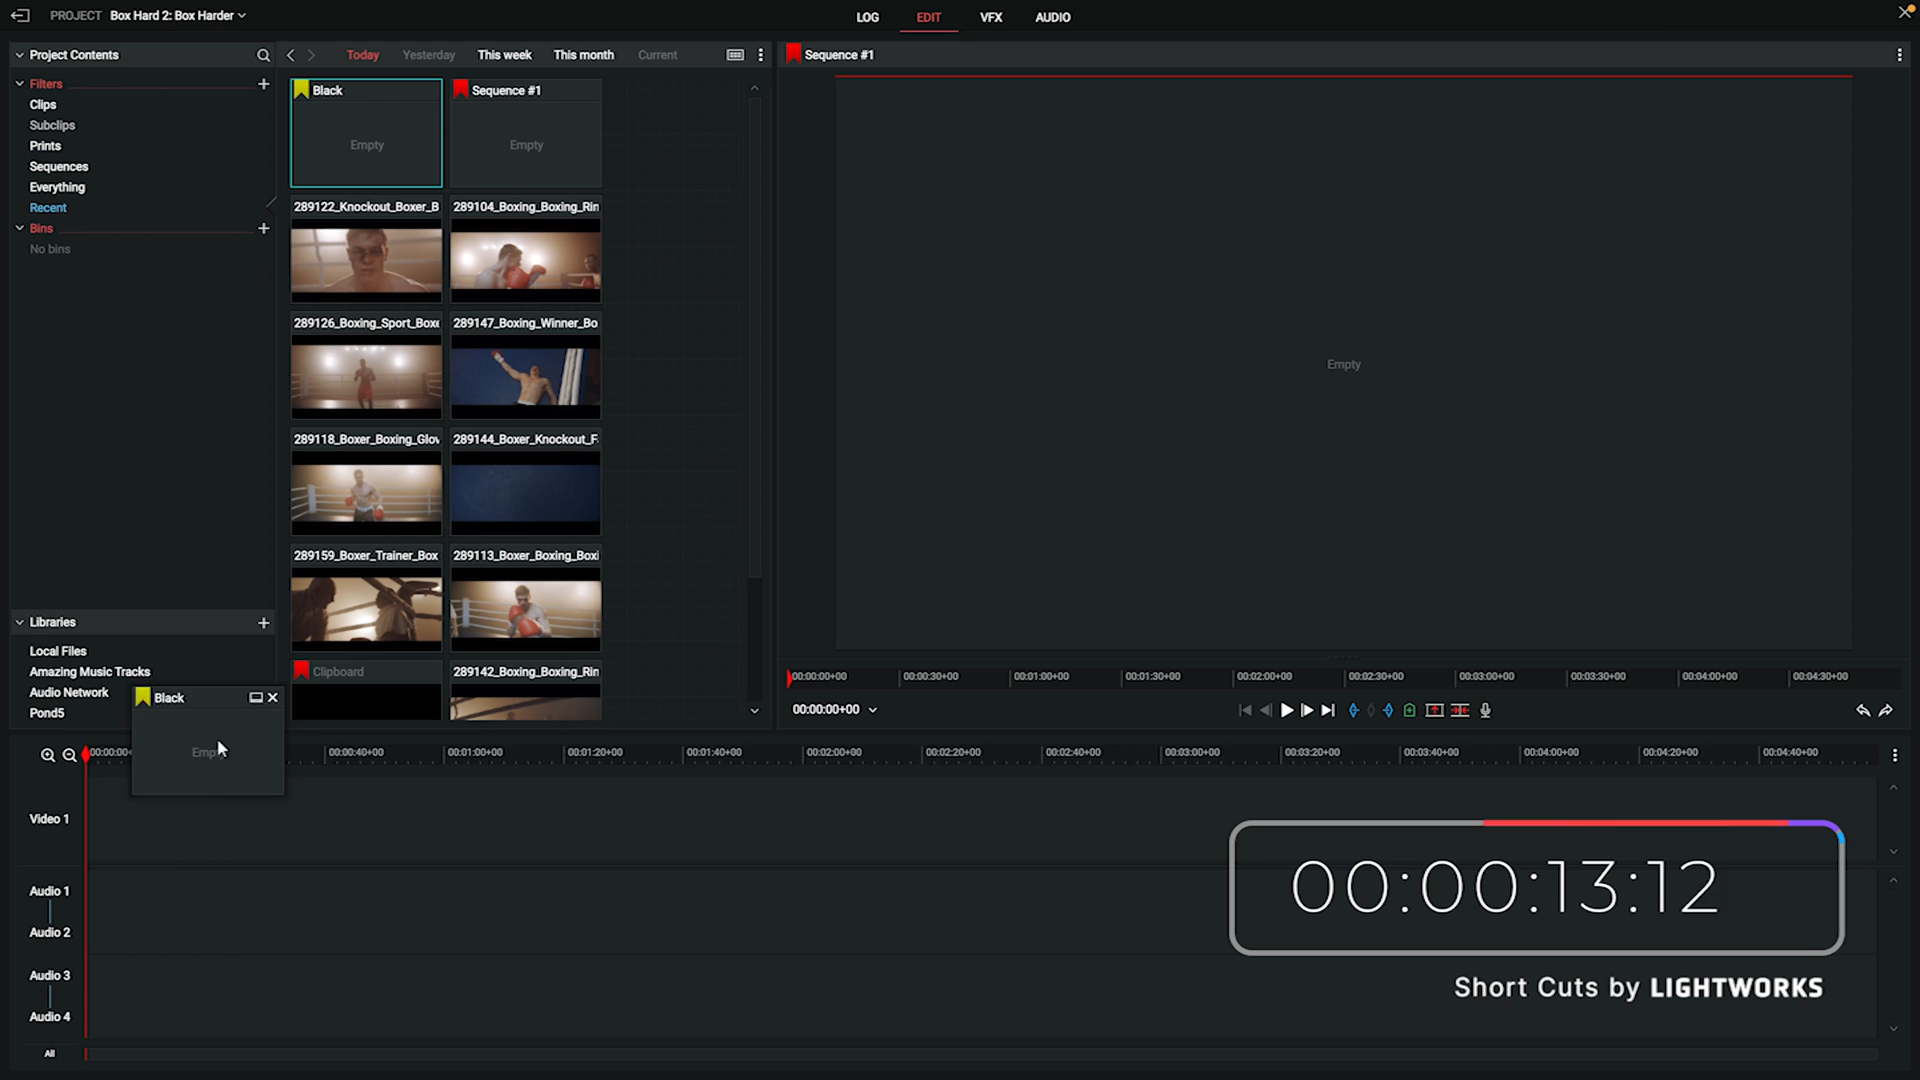 PROJECT Box Hard 2: Box Harder
LOG EDIT VFX AUDIO
Project Contents
Today Yesterday This week This month Current
Sequence #1
Filters
Clips
Subclips
Prints
Sequences
Everything
Recent
Bins
No bins
Libraries
Local Files
Amazing Music Tracks
Audio Network
Pond5
Black
Empty
Sequence #1
Empty
289122_Knockout_Boxer_B
289104_Boxing_Boxing_Rin
289126_Boxing_Sport_Boxe
289147_Boxing_Winner_Bo
289118_Boxer_Boxing_Glov
289144_Boxer_Knockout_F
289159_Boxer_Trainer_Box
289113_Boxer_Boxing_Boxi
Clipboard
289142_Boxing_Boxing_Rin
Empty
00:00:00+00 00:00:30+00 00:01:00+00 00:01:30+00 00:02:00+00 00:02:30+00 00:03:00+00 00:03:30+00 00:04:00+00 00:04:30+00
00:00:00+00
Black
00:00:00+ 00:00:40+00 00:01:00+00 00:01:20+00 00:01:40+00 00:02:00+00 00:02:20+00 00:02:40+00 00:03:00+00 00:03:20+00 00:03:40+00 00:04:00+00 00:04:20+00 00:04:40+00
Video 1
Audio 1
Audio 2
Audio 3
Audio 4
All
00:00:13:12
Short Cuts by LIGHTWORKS